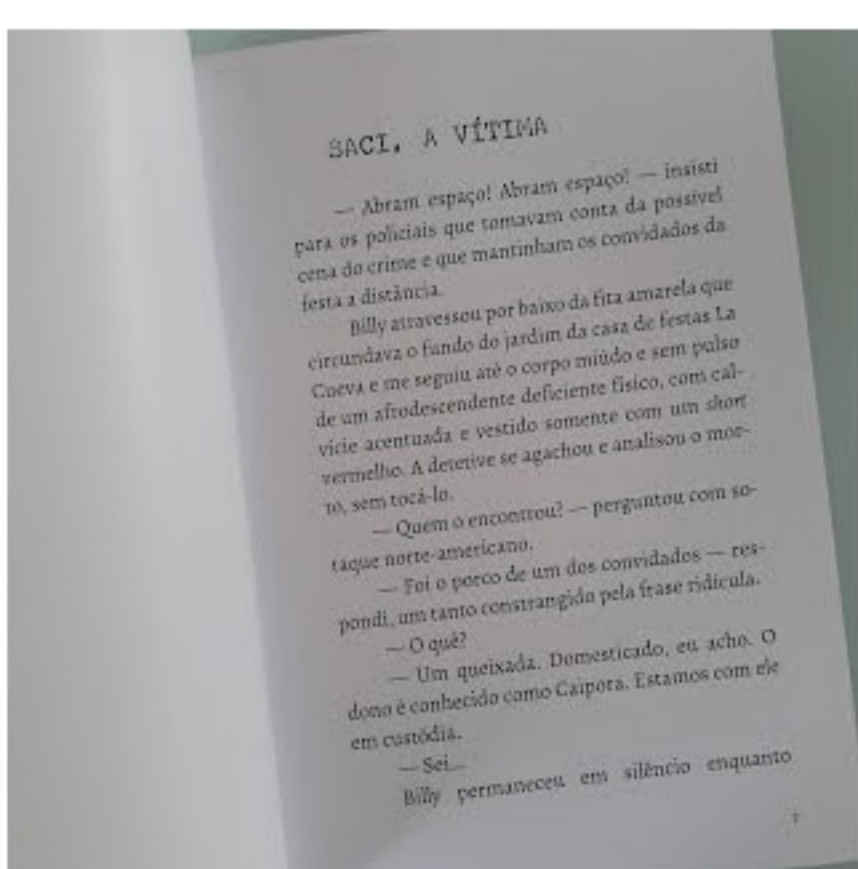 SACI, A VÍTIMA
— Abram espaço! Abram espaço! — insisti
para os policiais que tomavam conta da possível
cena do crime e que mantinham os convidados da
festa a distância.
Billy atravessou por baixo da fita amarela que
circundava o fundo do jardim da casa de festas La
Cueva e me seguiu até o corpo miúdo e sem pulso
de um afrodescendente deficiente físico, com cal-
vície acentuada e vestido somente com um short
vermelho. A detetive se agachou e analisou o mor-
to, sem tocá-lo.
— Quem o encontrou? — perguntou com so-
taque norte-americano.
— Foi o porco de um dos convidados — res-
pondi, um tanto constrangido pela frase ridícula.
— O quê?
— Um queixada. Domesticado, eu acho. O
dono é conhecido como Caipora. Estamos com ele
em custódia.
— Sei...
Billy permaneceu em silêncio enquanto